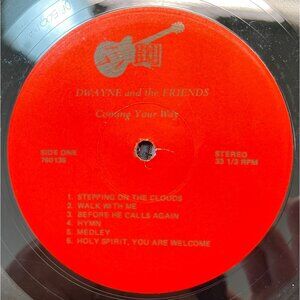 DWAYNE and the FRIENDS
Coming Your Way
SIDE ONE
760136
STEREO
33 1/3 RPM
1. STEPPING ON THE CLOUDS
2. WALK WITH ME
3. BEFORE HE CALLS AGAIN
4. HYMN
5. MEDLEY
6. HOLY SPIRIT, YOU ARE WELCOME